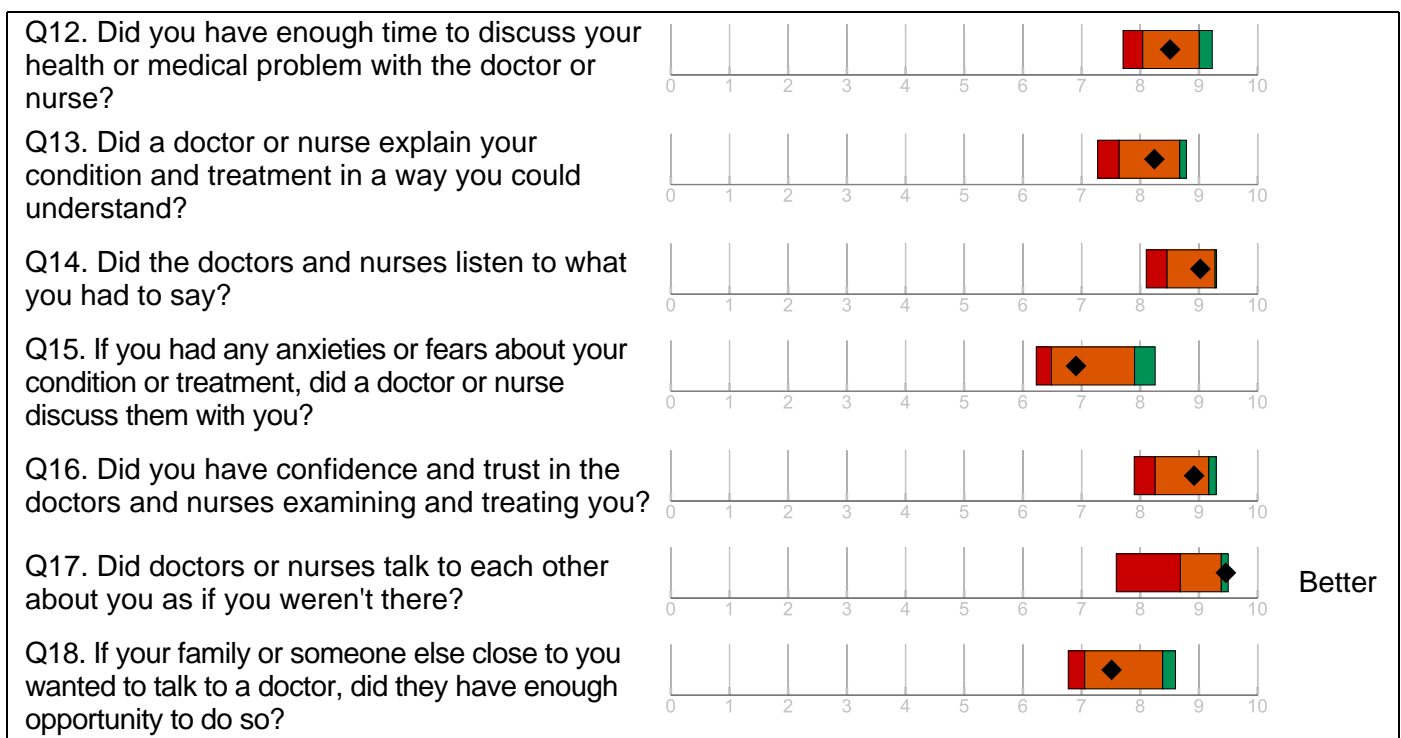 Q12. Did you have enough time to discuss your
health or medical problem with the doctor or
nurse?
0 1 2 3 4 5 6 7 8 9 10
Q13. Did a doctor or nurse explain your
condition and treatment in a way you could
understand?
0 1 2 3 4 5 6 7 8 9 10
Q14. Did the doctors and nurses listen to what
you had to say?
0 1 2 3 4 5 6 7 8 9 10
Q15. If you had any anxieties or fears about your
condition or treatment, did a doctor or nurse
discuss them with you?
0 1 2 3 4 5 6 7 8 9 10
Q16. Did you have confidence and trust in the
doctors and nurses examining and treating you?
0 1 2 3 4 5 6 7 8 9 10
Q17. Did doctors or nurses talk to each other
about you as if you weren't there?
0 1 2 3 4 5 6 7 8 9 10
Better
Q18. If your family or someone else close to you
wanted to talk to a doctor, did they have enough
opportunity to do so?
0 1 2 3 4 5 6 7 8 9 10